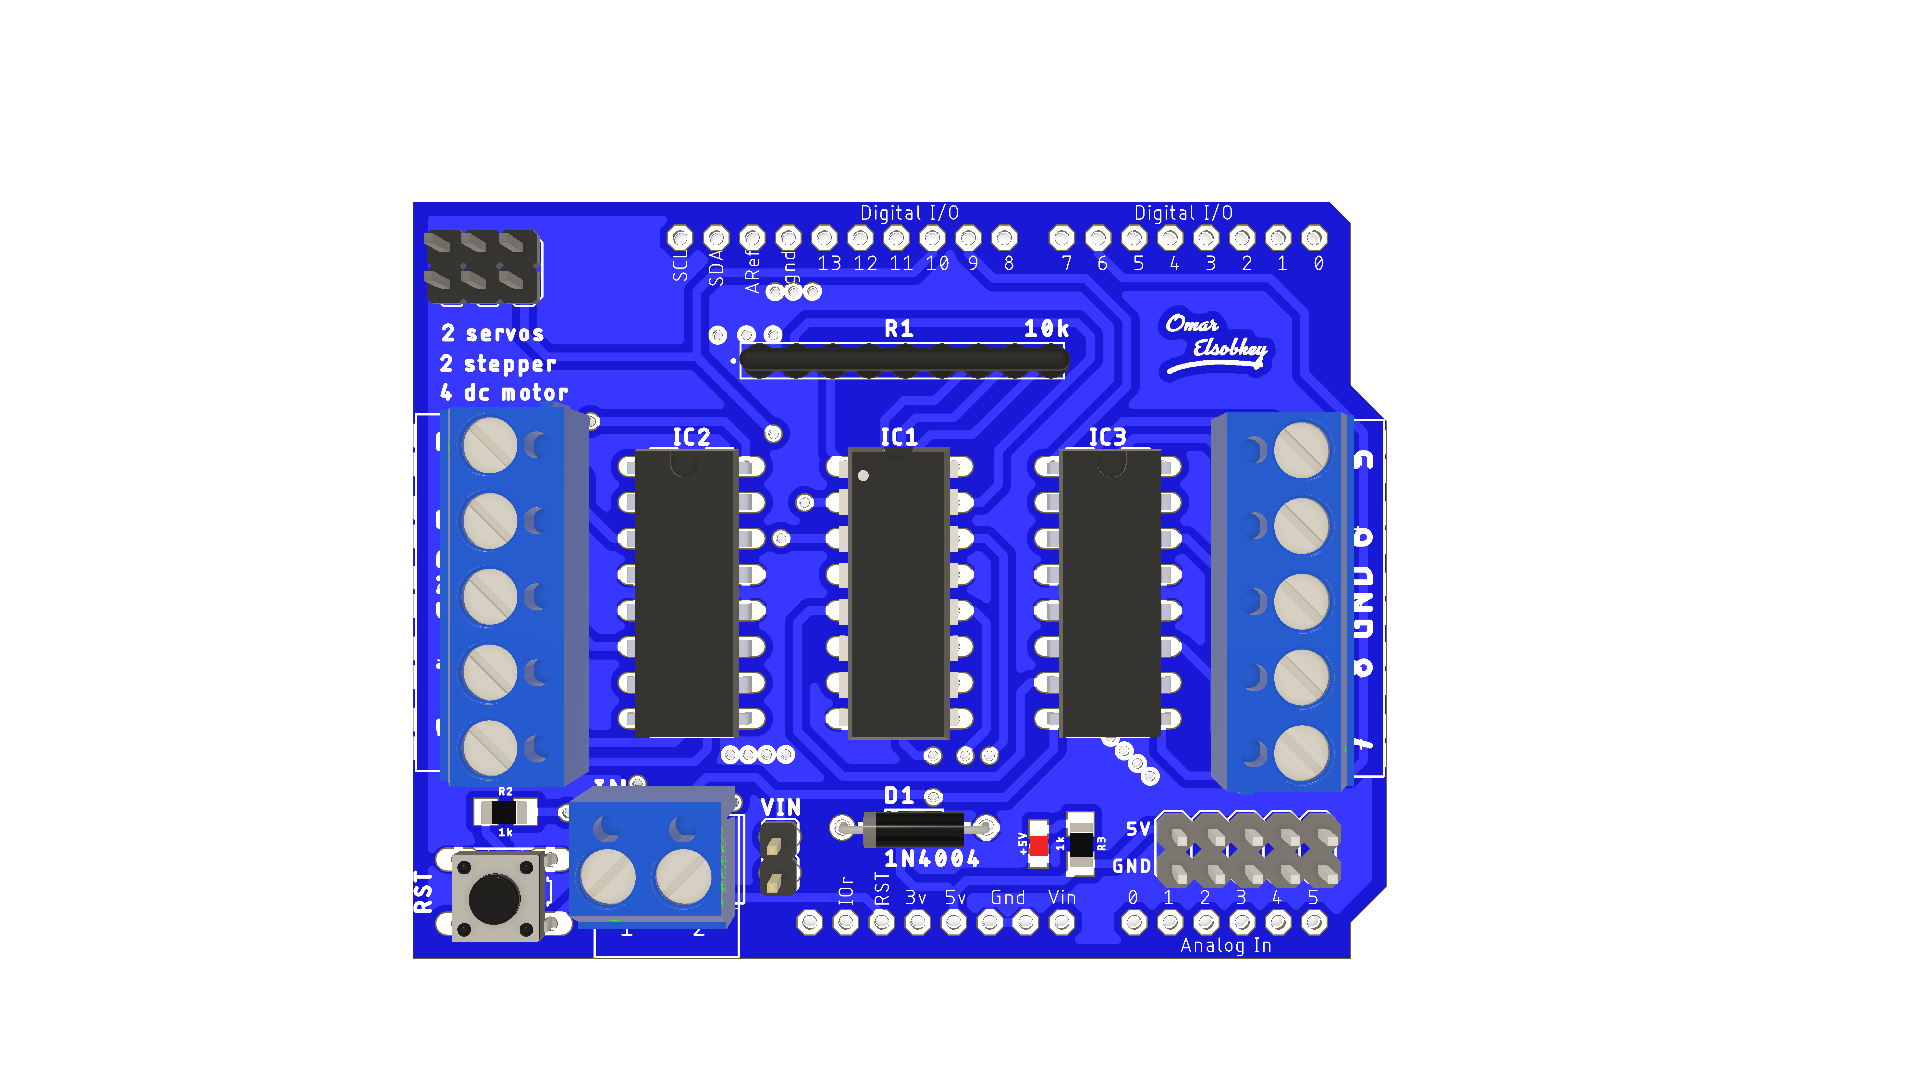 Digital I/O
Digital I/O
SCL
SDA
ARef
gnd
13 12 11 10 9 8
7 6 5 4 3 2 1 0
2 servos
2 stepper
4 dc motor
R1
10k
Omar
Elsobkey
IC2
IC1
IC3
GND
R2
1k
IN
VIN
D1
1N4004
+5V
1k
R3
5V
GND
RST
1 2
IOr
RST
3v
5v
Gnd
Vin
0 1 2 3 4 5
Analog In